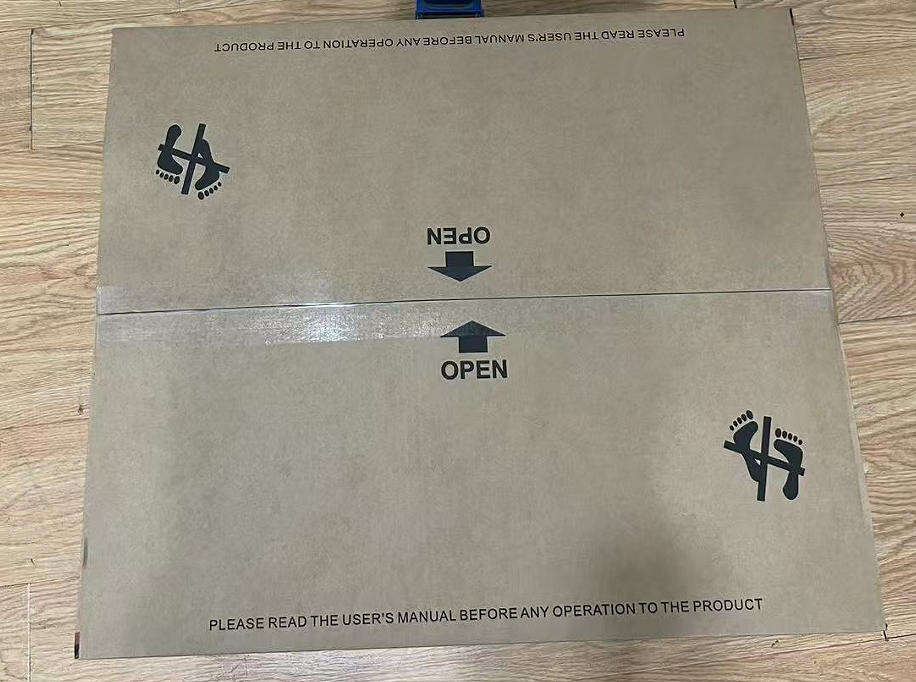 PLEASE READ THE USER'S MANUAL BEFORE ANY OPERATION TO THE PRODUCT
OPEN
OPEN
PLEASE READ THE USER'S MANUAL BEFORE ANY OPERATION TO THE PRODUCT